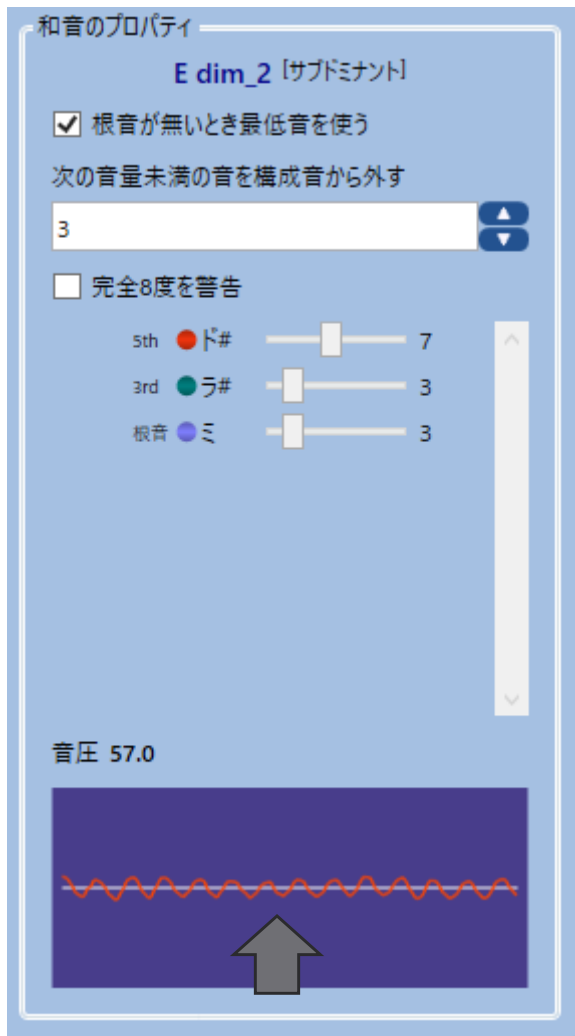 和音のプロパティ
E dim_2 [サブドミナント]
根音が無いとき最低音を使う
次の音量未満の音を構成音から外す
3
完全8度を警告
5th ド# 7
3rd ラ# 3
根音 ミ 3
音圧 57.0